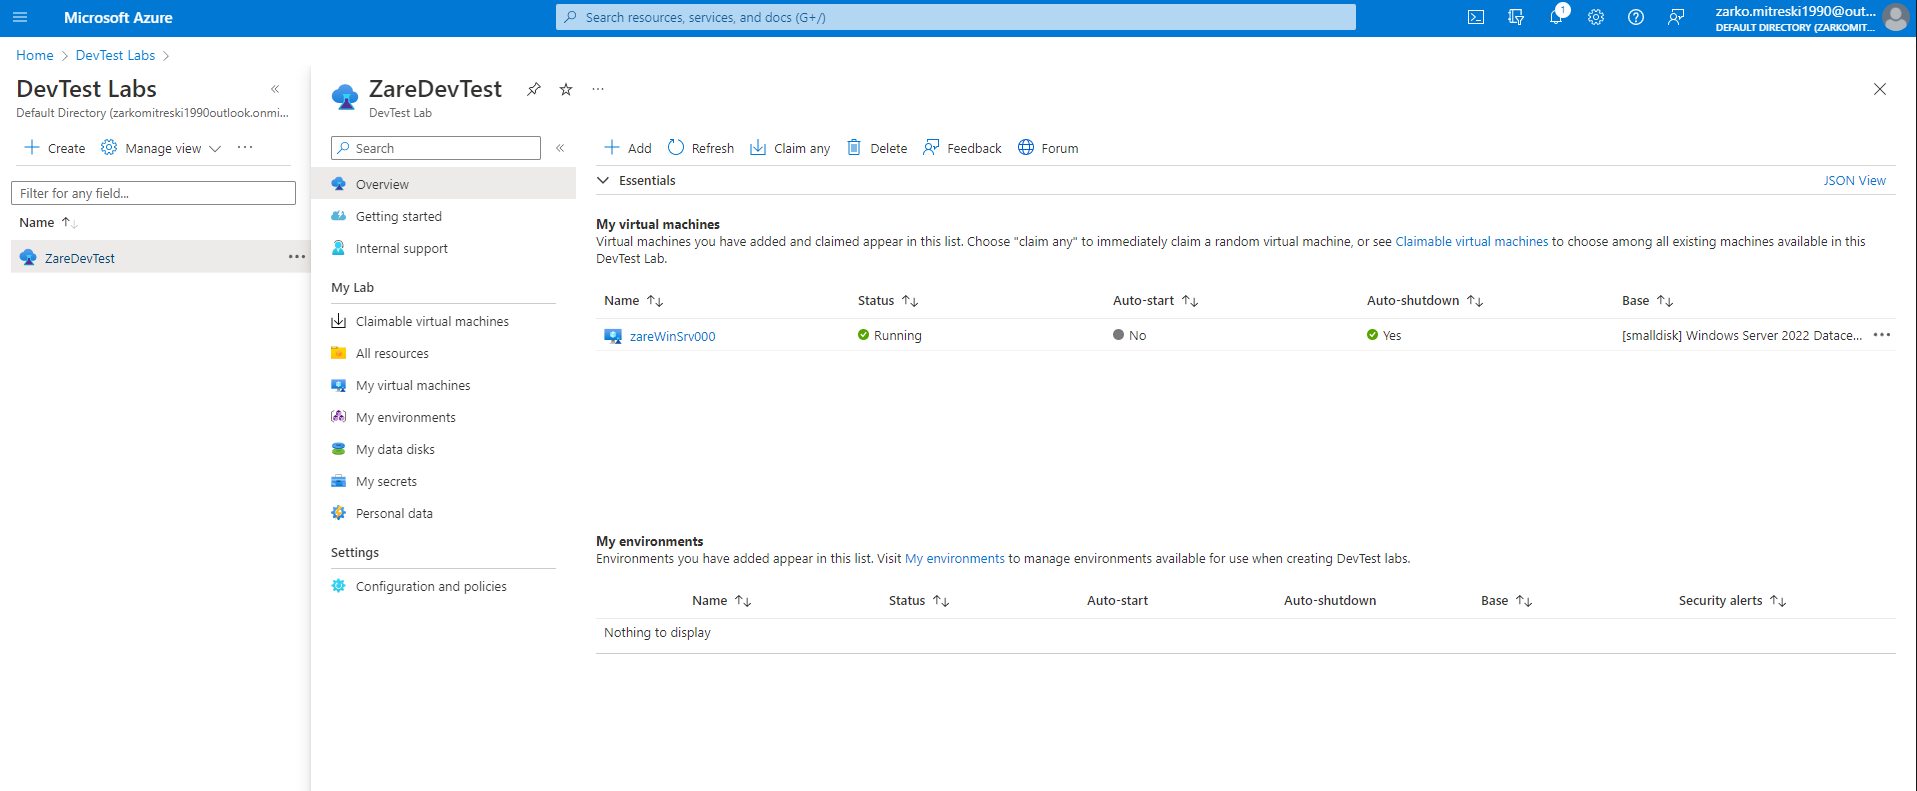 Microsoft Azure
Search resources, services, and docs (G+/)
1
zarko.mitreski1990@out...
DEFAULT DIRECTORY (ZARKOMIT...
Home > DevTest Labs >
DevTest Labs
Default Directory (zarkomitreski1990outlook.onmi...
Create Manage view ...
Filter for any field...
Name
ZareDevTest ...
ZareDevTest ...
DevTest Lab
Search
Overview
Getting started
Internal support
My Lab
Claimable virtual machines
All resources
My virtual machines
My environments
My data disks
My secrets
Personal data
Settings
Configuration and policies
Add Refresh Claim any Delete Feedback Forum
Essentials JSON View
My virtual machines
Virtual machines you have added and claimed appear in this list. Choose "claim any" to immediately claim a random virtual machine, or see Claimable virtual machines to choose among all existing machines available in this
DevTest Lab.
Name Status Auto-start Auto-shutdown Base
zareWinSrv000 Running No Yes [smalldisk] Windows Server 2022 Datace... ...
My environments
Environments you have added appear in this list. Visit My environments to manage environments available for use when creating DevTest labs.
Name Status Auto-start Auto-shutdown Base Security alerts
Nothing to display